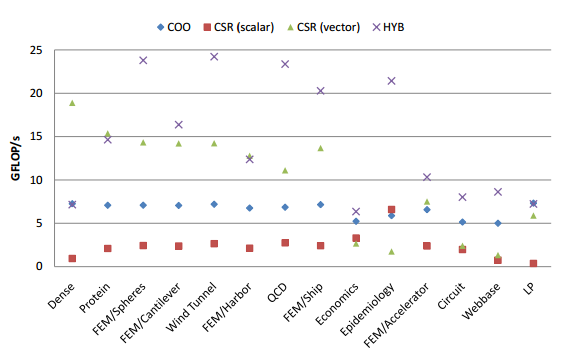 COO CSR (scalar) CSR (vector) HYB
25
20
15
10
5
0
GFLOP/s
Dense
Protein
FEM/Spheres
FEM/Cantilever
Wind Tunnel
FEM/Harbor
QCD
FEM/Ship
Economics
Epidemiology
FEM/Accelerator
Circuit
Webbase
LP